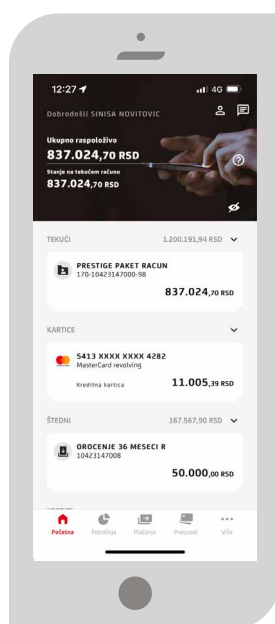 12:27
4G
Dobrodošli SINISA NOVITOVIC
Ukupno raspoloživo
837.024,70 RSD
Stanje na tekućem računu
837.024,70 RSD
TEKUĆI 1.200.191,94 RSD
PRESTIGE PAKET RACUN
170-10423147000-98
837.024,70 RSD
KARTICE
5413 XXXX XXXX 4282
MasterCard revolving
Kreditna kartica 11.005,39 RSD
ŠTEDNI 167.567,90 RSD
OROCENJE 36 MESECI R
10423147008
50.000,00 RSD
Početna Potrošnja Plaćanja Proizvodi Više